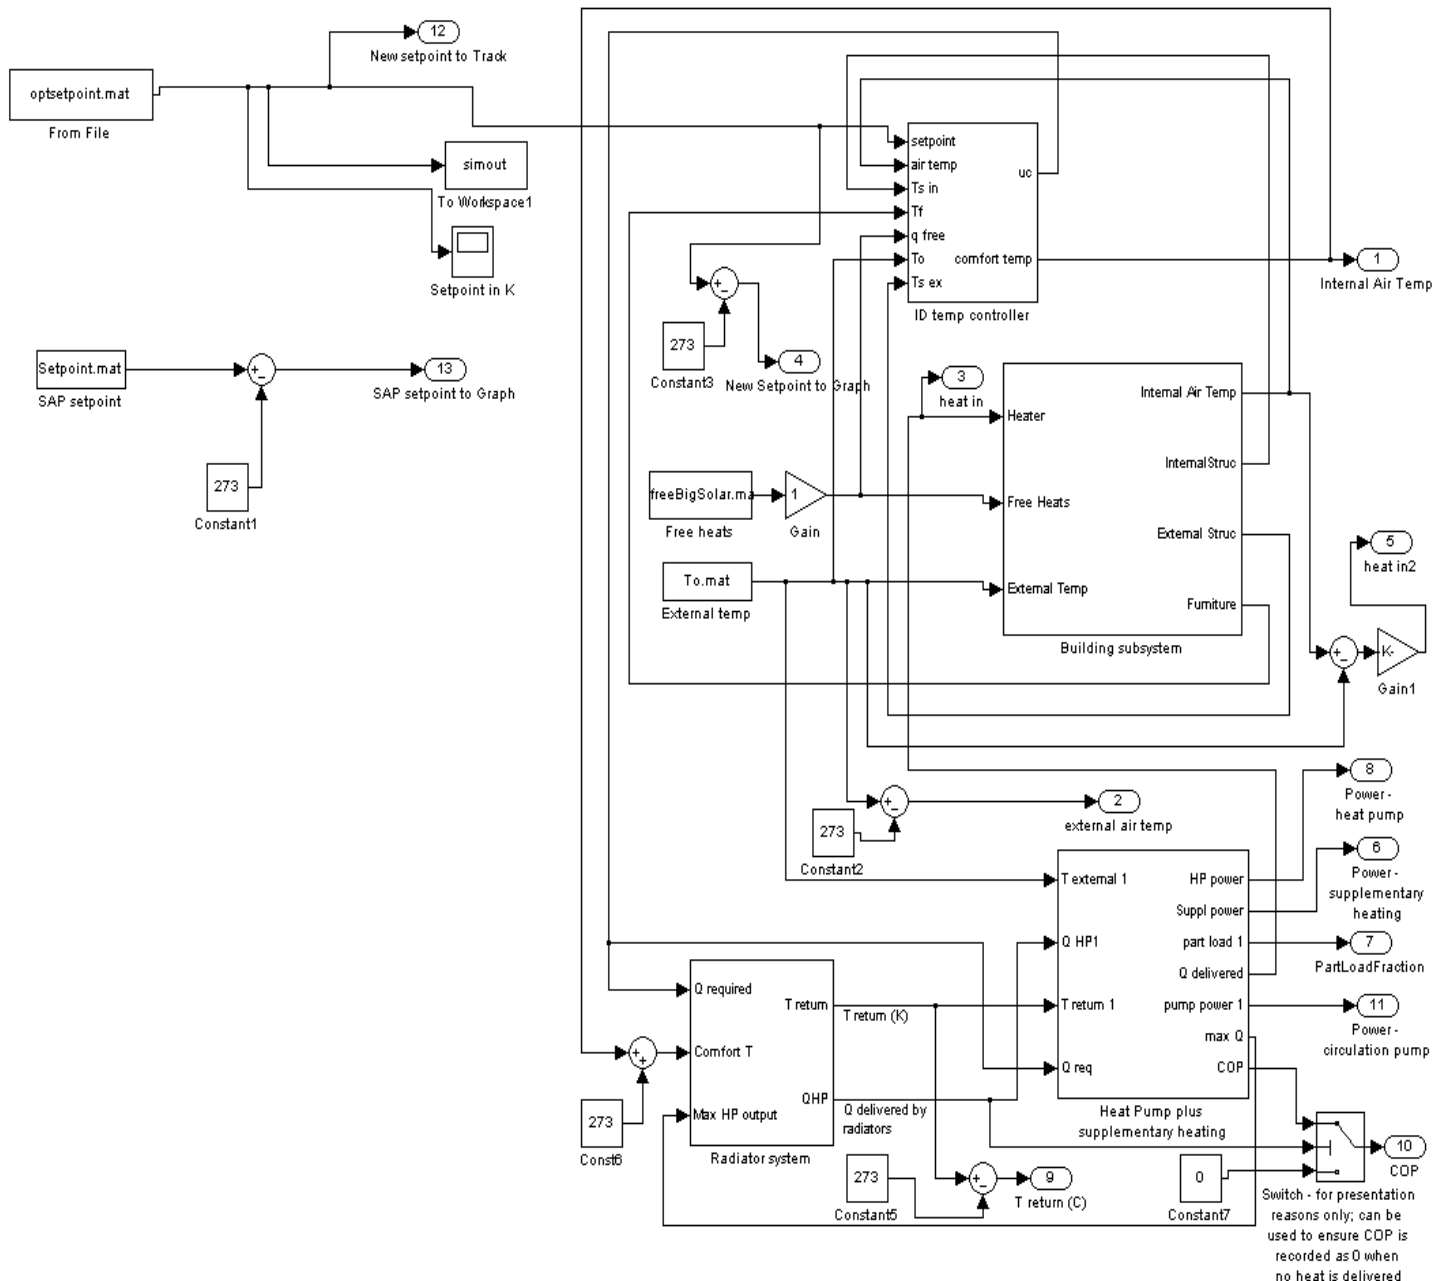 12
New setpoint to Track
optsetpoint.mat
From File
simout
To Workspace1
Setpoint in K
setpoint
air temp
Ts in
Tf
q free
To
Ts ex
uc
comfort temp
ID temp controller
1
Internal Air Temp
+
-
273
Constant3
4
New Setpoint to Graph
Setpoint.mat
SAP setpoint
+
-
13
SAP setpoint to Graph
273
Constant1
3
heat in
Heater
Free Heats
External Temp
Internal Air Temp
InternalStruc
External Struc
Furniture
Building subsystem
freeBigSolar.ma
Free heats
1
Gain
To.mat
External temp
5
heat in2
+
-
K-
Gain1
+
-
273
Constant2
2
external air temp
8
Power -
heat pump
6
Power -
supplementary
heating
7
PartLoadFraction
11
Power -
circulation pump
T external 1
Q HP1
T return 1
Q req
HP power
Suppl power
part load 1
Q delivered
pump power 1
max Q
COP
Heat Pump plus
supplementary heating
Q required
Comfort T
Max HP output
T return
QHP
Radiator system
T return (K)
Q delivered by
radiators
+
+
273
Const6
273
Constant5
+
-
9
T return (C)
0
Constant7
10
COP
Switch - for presentation
reasons only; can be
used to ensure COP is
recorded as 0 when
no heat is delivered